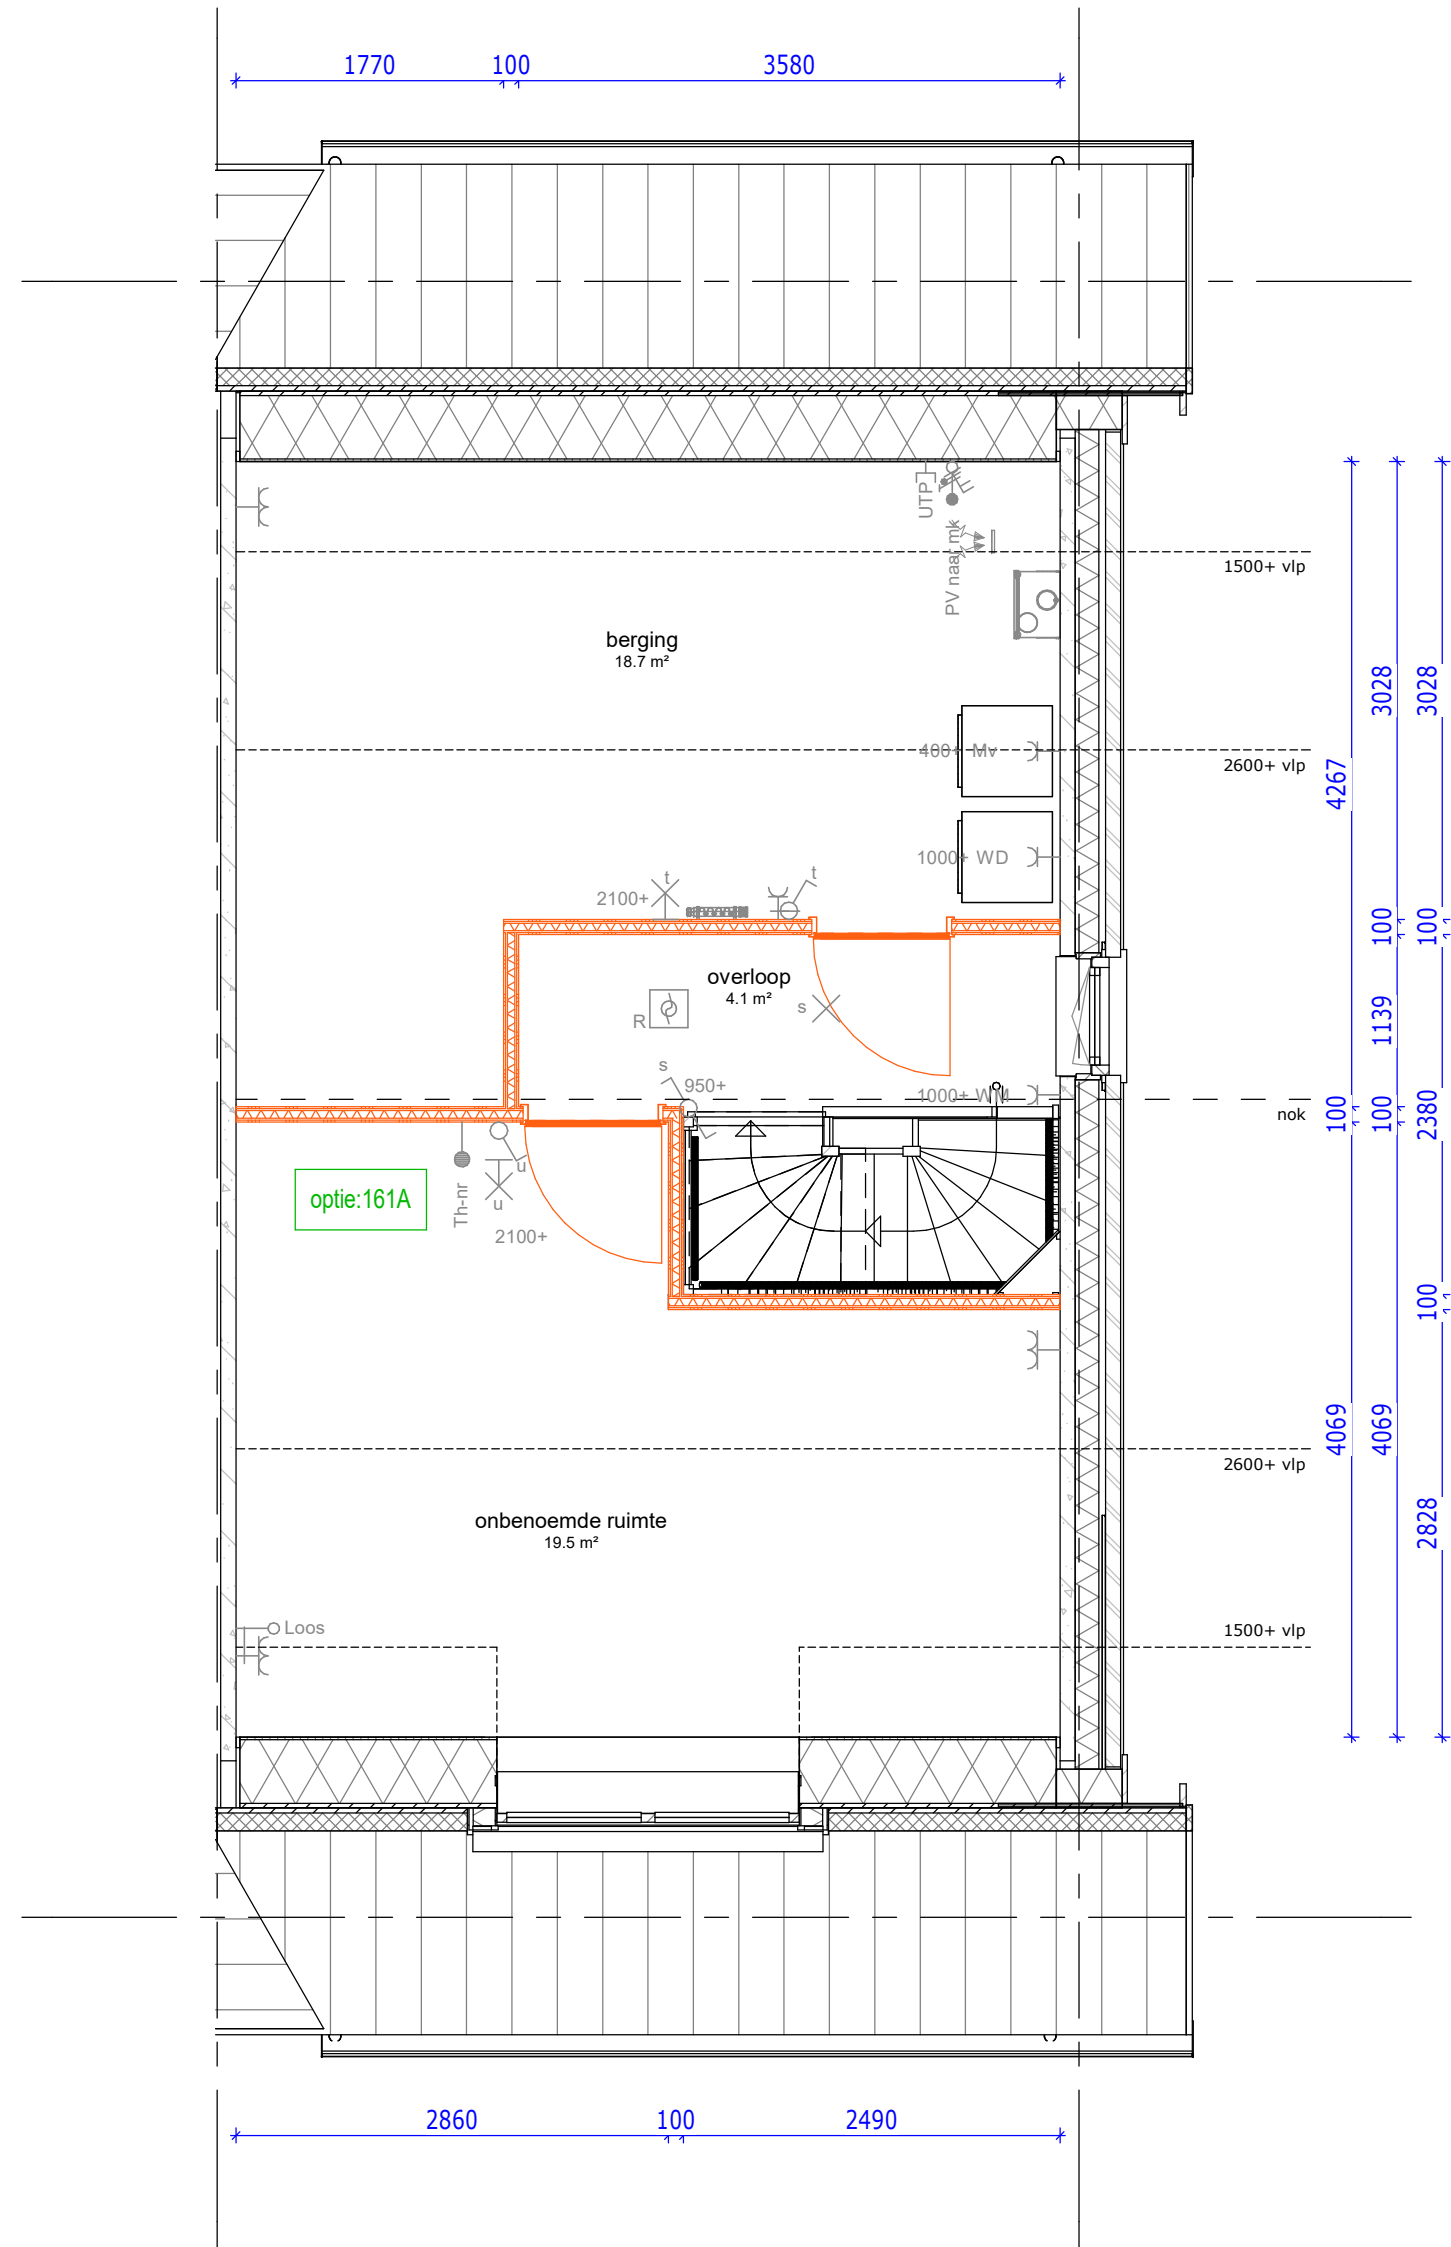 1770
100
3580
UTP
PV naar mk
1500+ vlp
berging
18.7 m²
3028
3028
400+ Mv
2600+ vlp
4267
1000+ WD
t
2100+
t
100
100
overloop
4.1 m²
s
R
1139
s
950+
1000+ WM
nok
100
100
2380
optie:161A
Th-nr
u
u
2100+
100
4069
4069
2600+ vlp
onbenoemde ruimte
19.5 m²
2828
Loos
1500+ vlp
2860
100
2490